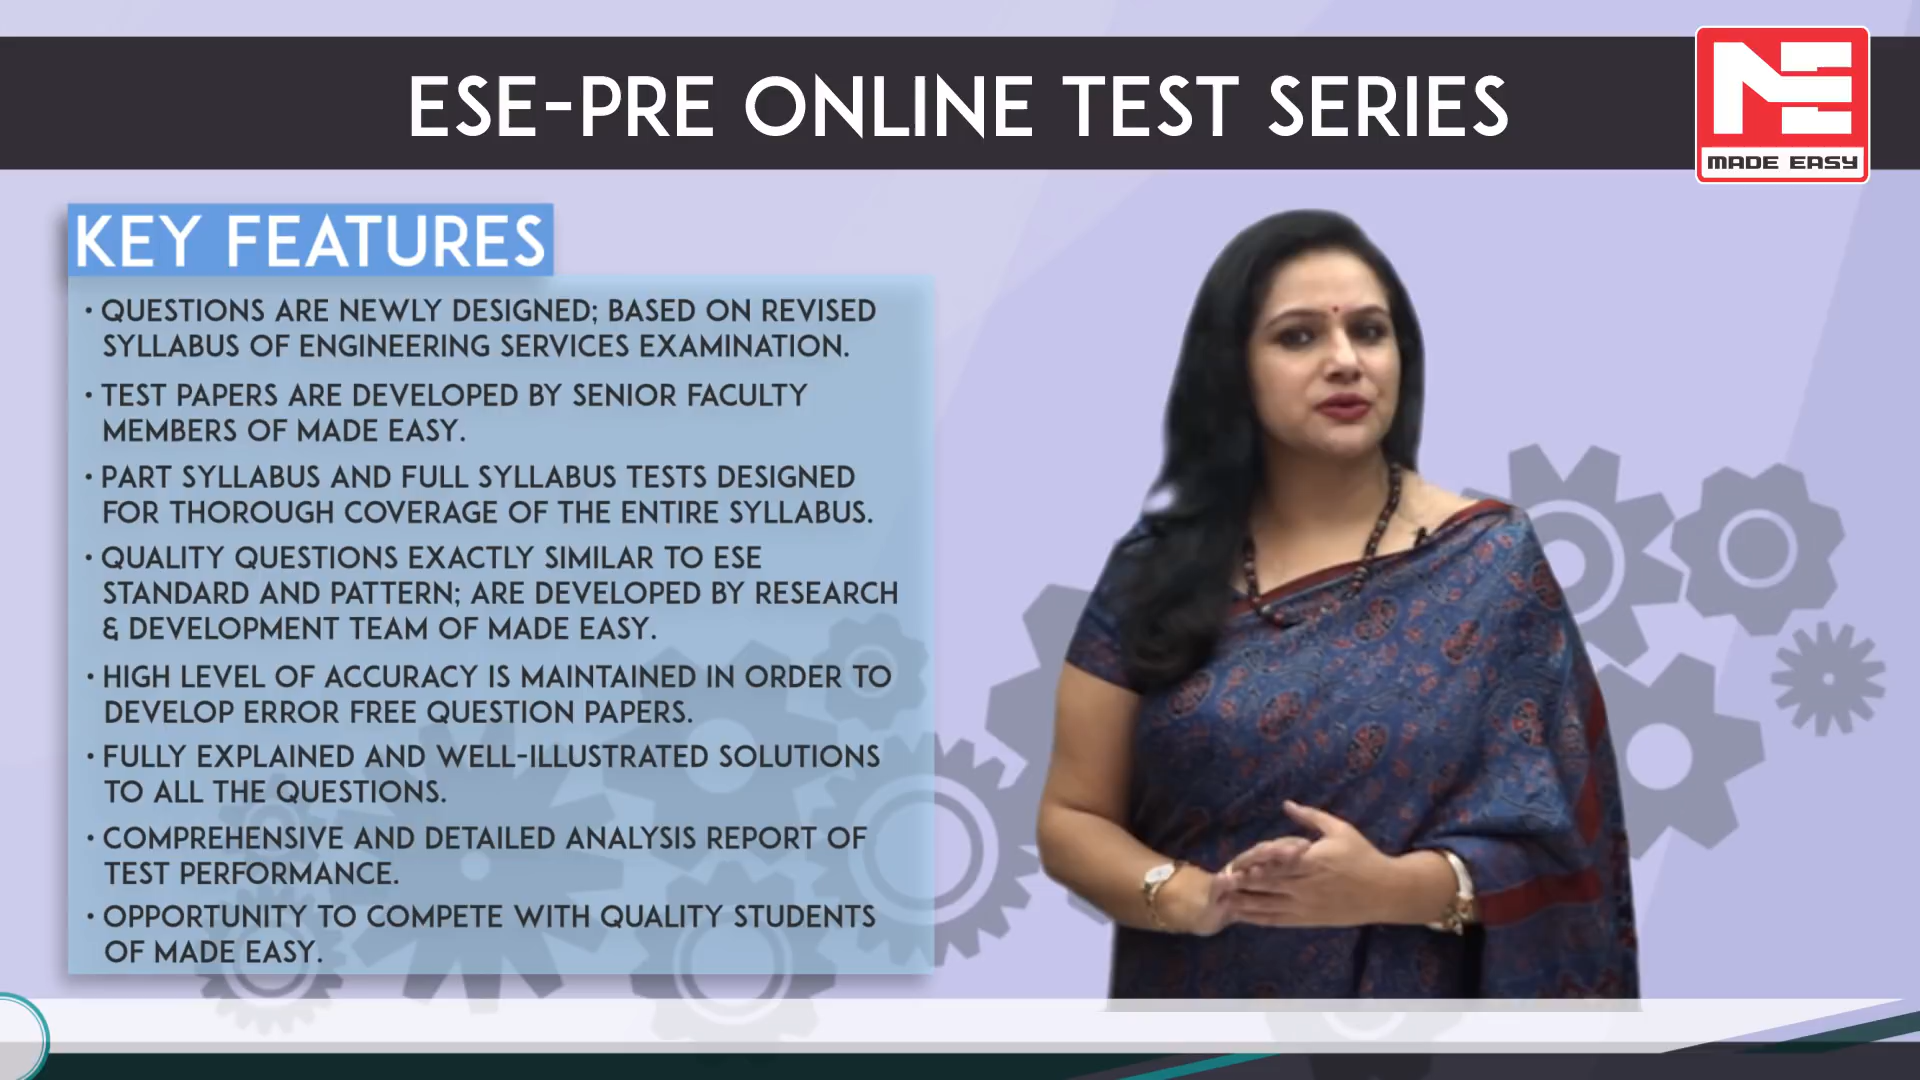 ESE-PRE ONLINE TEST SERIES
MADE EASY
KEY FEATURES
• QUESTIONS ARE NEWLY DESIGNED; BASED ON REVISED
SYLLABUS OF ENGINEERING SERVICES EXAMINATION.
• TEST PAPERS ARE DEVELOPED BY SENIOR FACULTY
MEMBERS OF MADE EASY.
• PART SYLLABUS AND FULL SYLLABUS TESTS DESIGNED
FOR THOROUGH COVERAGE OF THE ENTIRE SYLLABUS.
• QUALITY QUESTIONS EXACTLY SIMILAR TO ESE
STANDARD AND PATTERN; ARE DEVELOPED BY RESEARCH
& DEVELOPMENT TEAM OF MADE EASY.
• HIGH LEVEL OF ACCURACY IS MAINTAINED IN ORDER TO
DEVELOP ERROR FREE QUESTION PAPERS.
• FULLY EXPLAINED AND WELL-ILLUSTRATED SOLUTIONS
TO ALL THE QUESTIONS.
• COMPREHENSIVE AND DETAILED ANALYSIS REPORT OF
TEST PERFORMANCE.
• OPPORTUNITY TO COMPETE WITH QUALITY STUDENTS
OF MADE EASY.